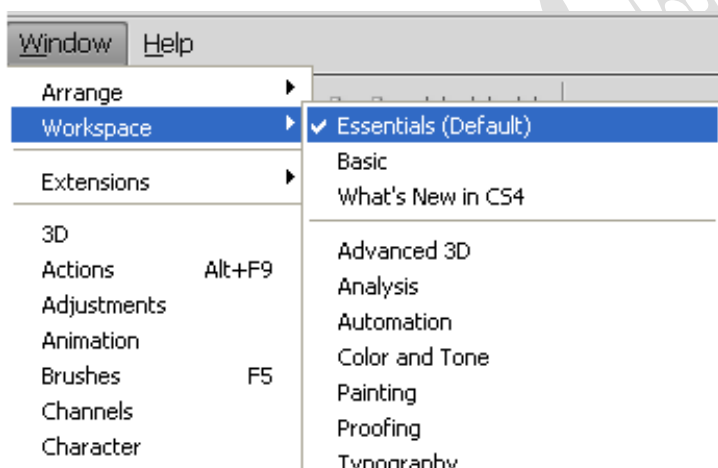 Window Help
Arrange
Workspace
Extensions
3D
Actions Alt+F9
Adjustments
Animation
Brushes F5
Channels
Character
Essentials (Default)
Basic
What's New in CS4
Advanced 3D
Analysis
Automation
Color and Tone
Painting
Proofing
Typography